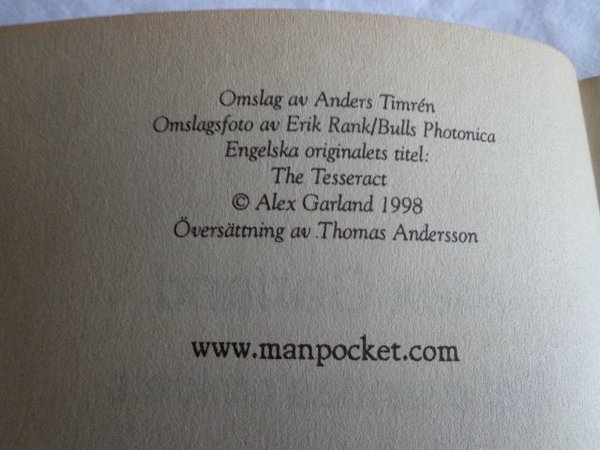 Omslag av Anders Timrén
Omslagsfoto av Erik Rank/Bulls Photonica
Engelska originalets titel:
The Tesseract
© Alex Garland 1998
Översättning av Thomas Andersson
www.manpocket.com